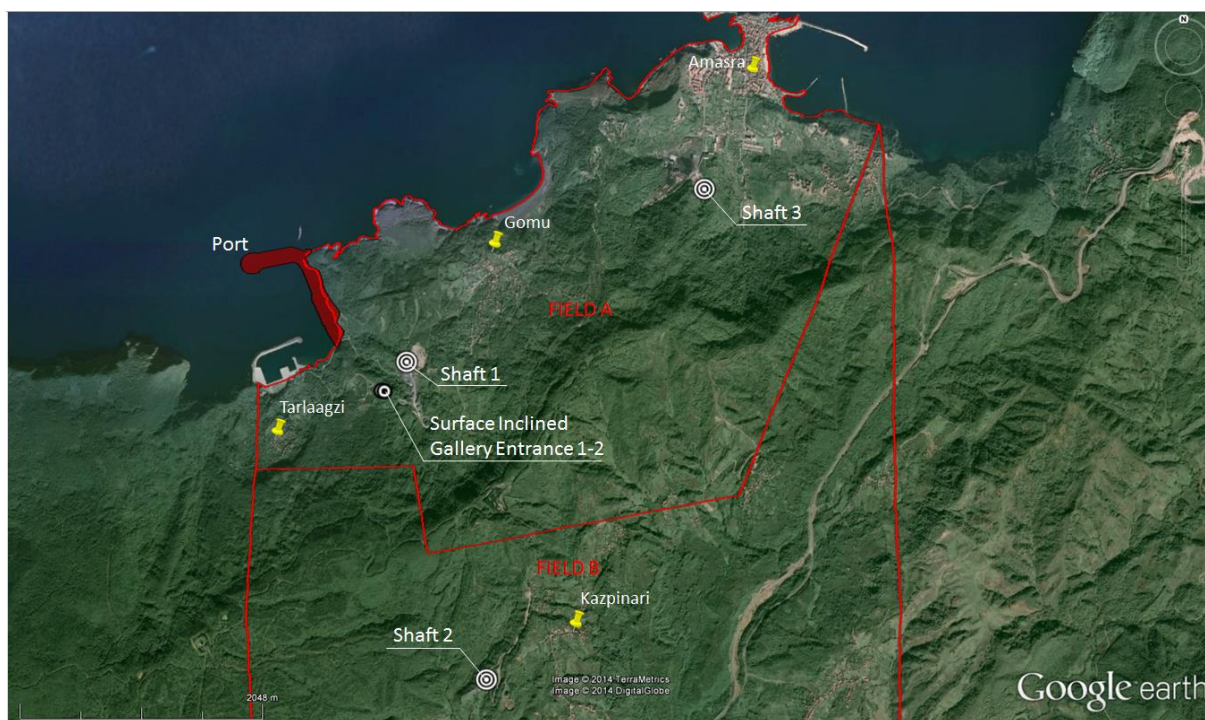 N
Amasra
Shaft 3
Gomu
Port
FIELD A
Shaft 1
Tarlaagzi
Surface Inclined
Gallery Entrance 1-2
FIELD B
Kazpinari
Shaft 2
2048 m
Image © 2014 TerraMetrics
Image © 2014 DigitalGlobe
Google earth